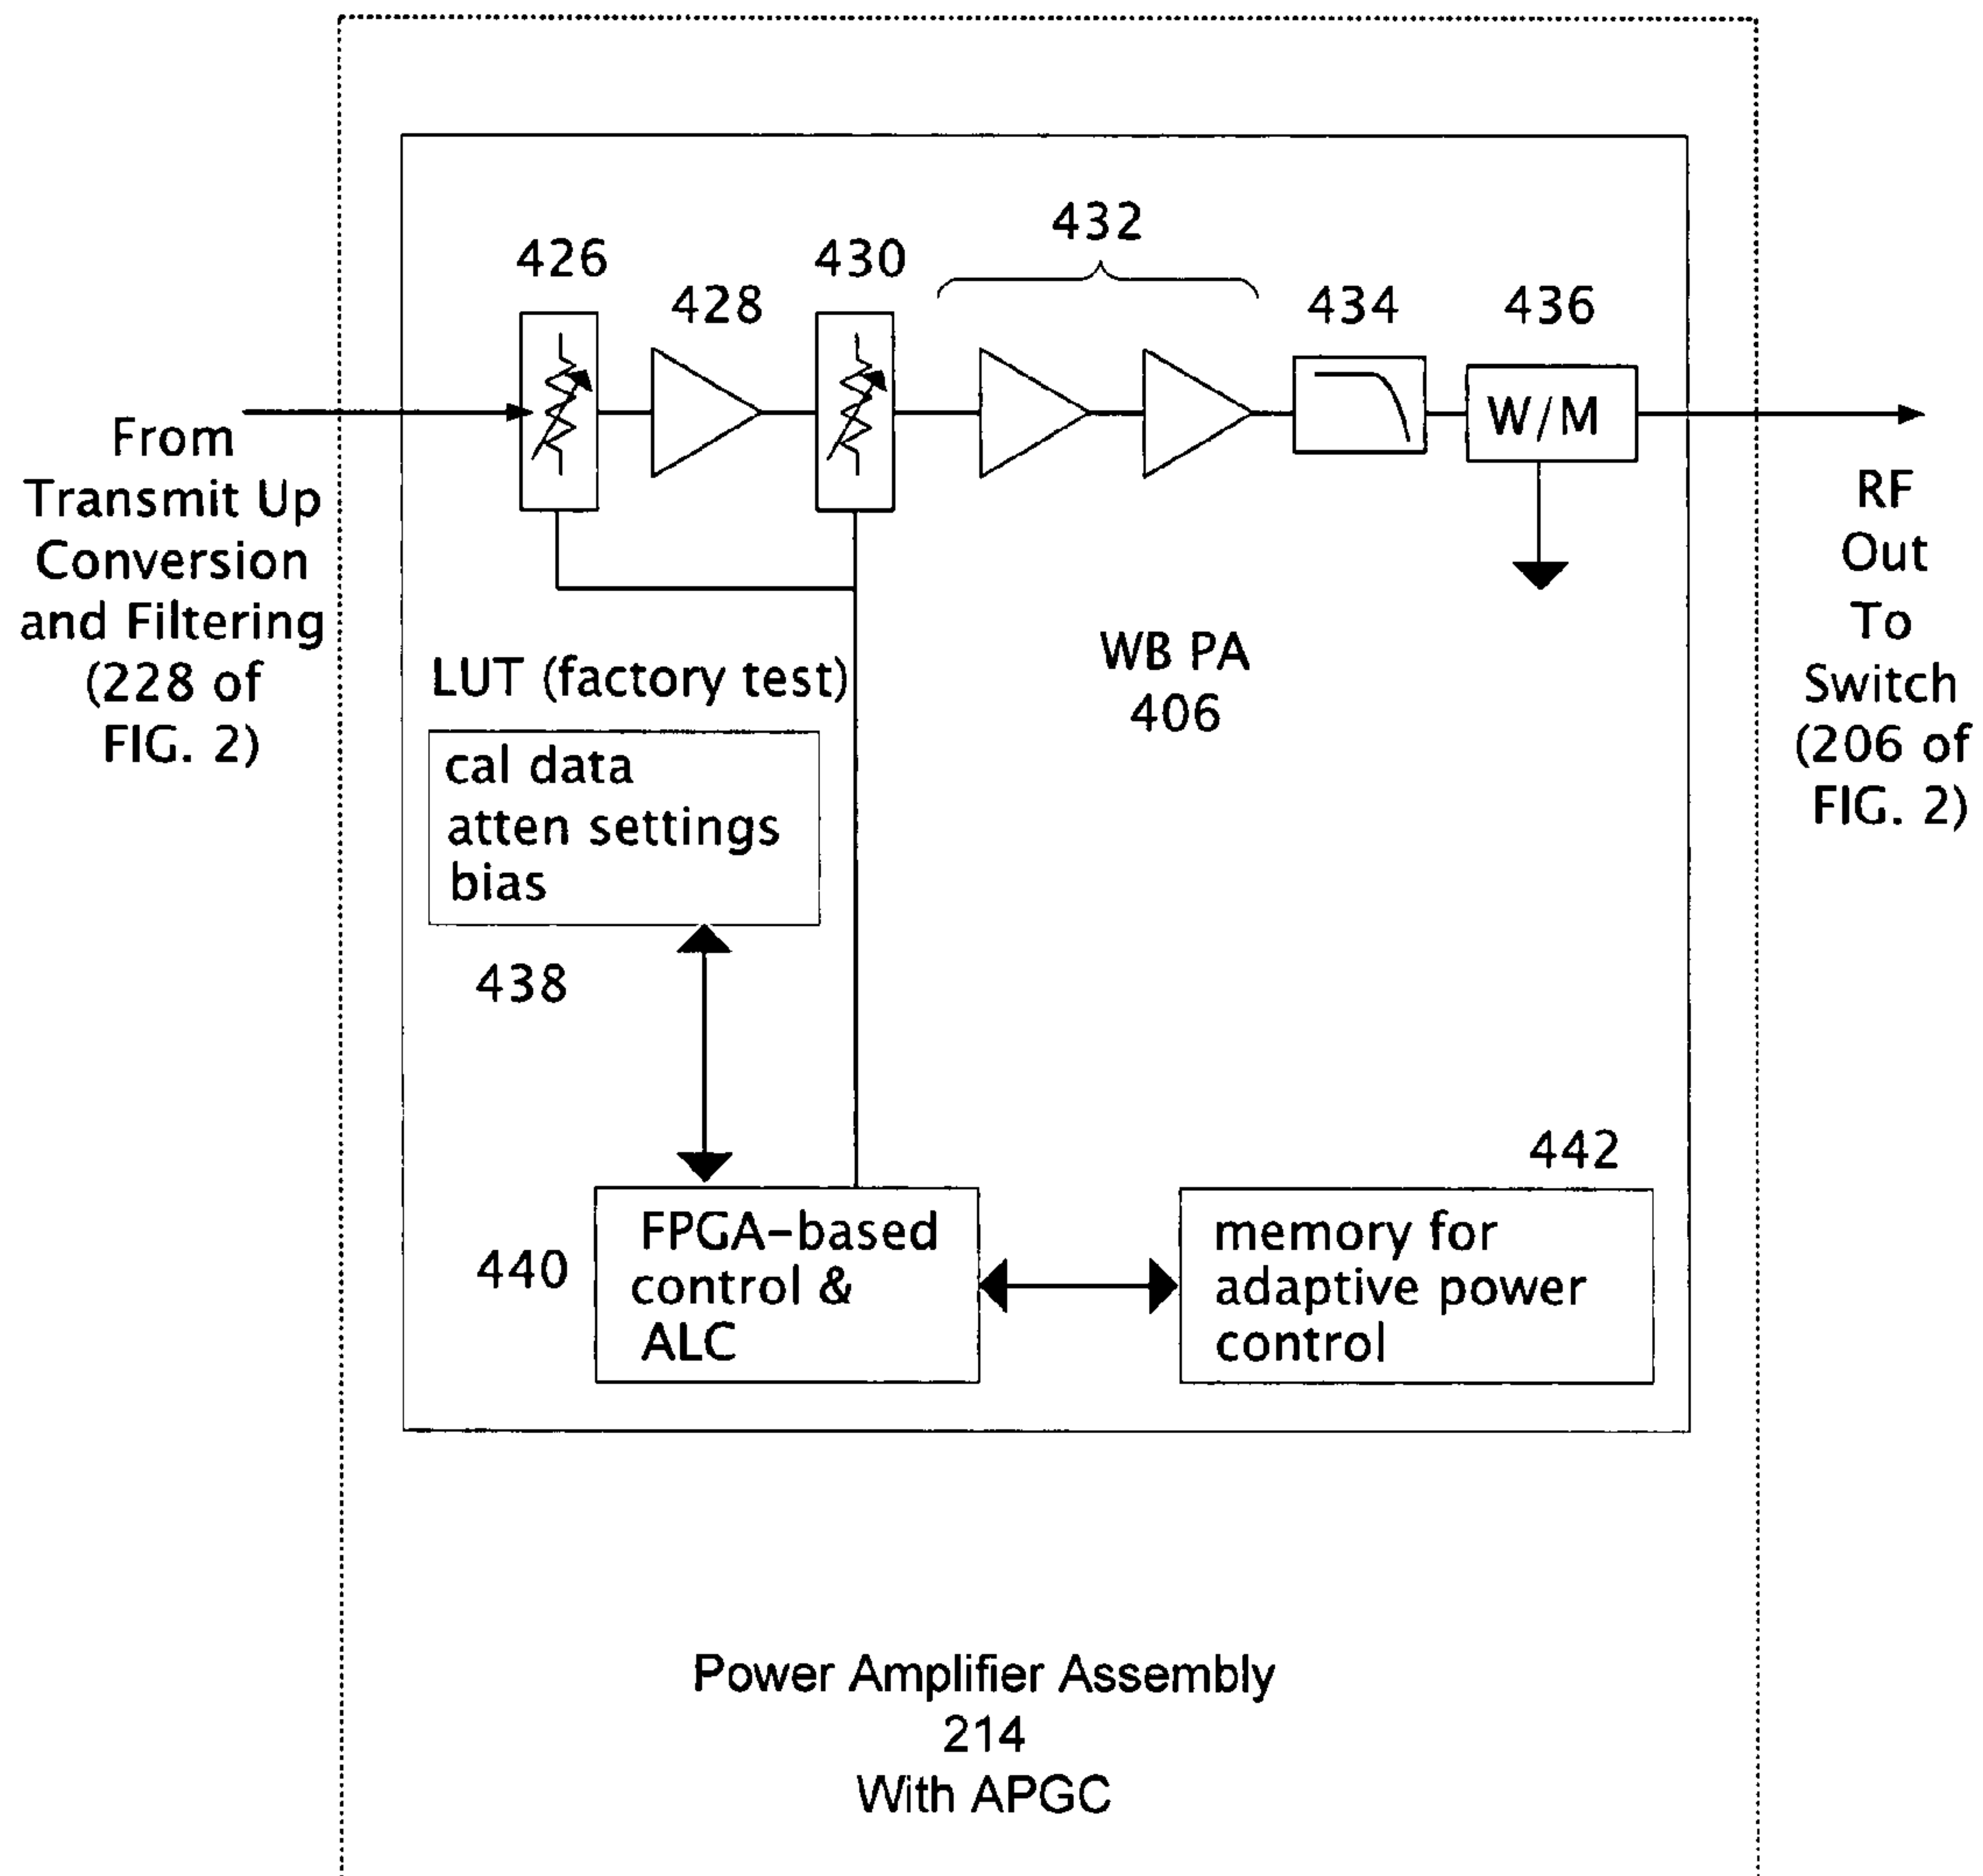 432
426
430
428
434
436
W/M
From
Transmit Up
Conversion
and Filtering
(228 of
FIG. 2)
RF
Out
To
Switch
(206 of
FIG. 2)
WB PA
406
LUT (factory test)
cal data
atten settings
bias
438
442
440
FPGA-based
control &
ALC
memory for
adaptive power
control
Power Amplifier Assembly
214
With APGC